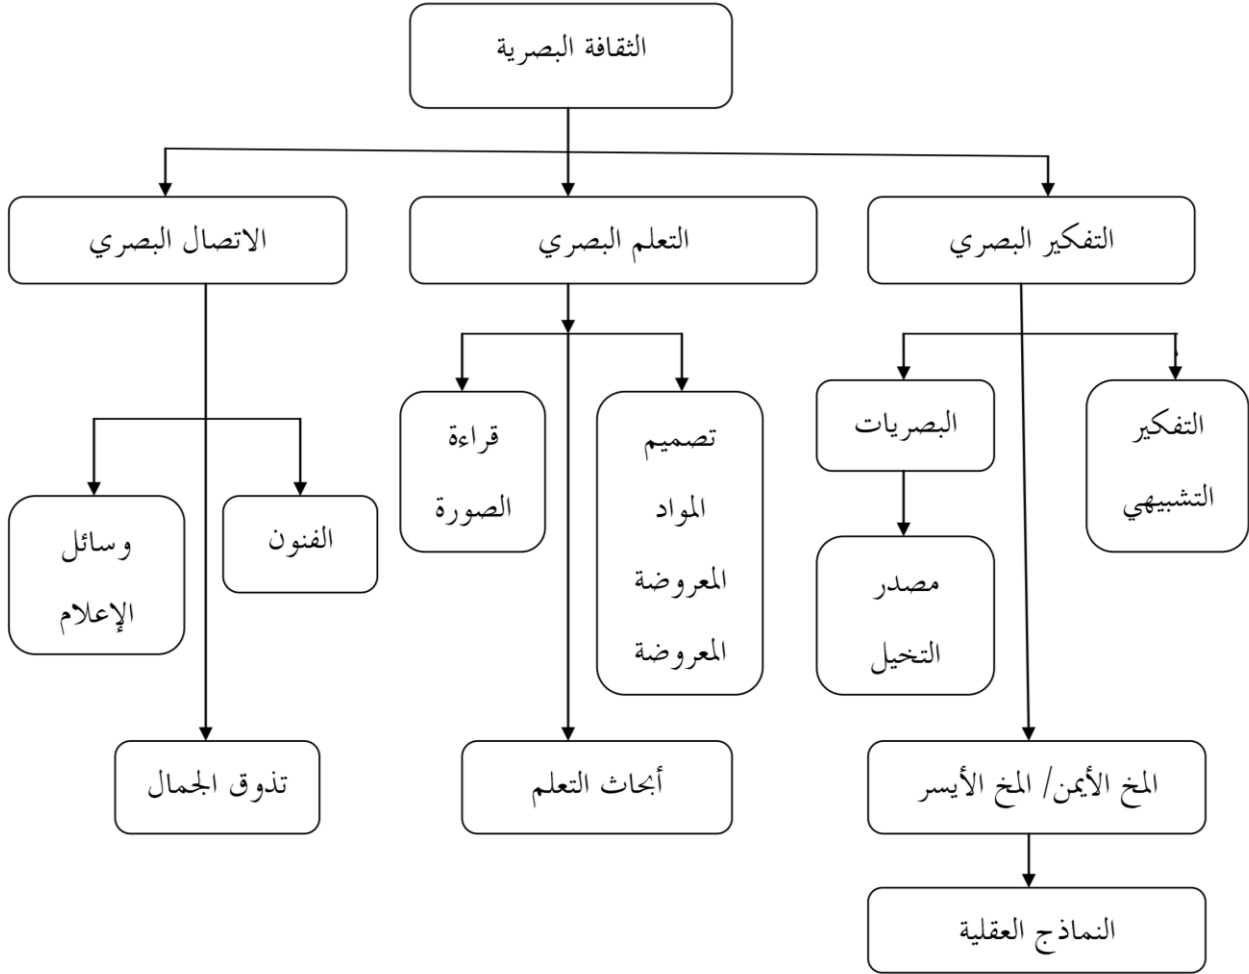 الثقافة البصرية
التفكير البصري
التعلم البصري
الاتصال البصري
التفكير
التشبيهي
البصريات
مصدر
التخيل
المخ الأيمن/ المخ الأيسر
النماذج العقلية
تصميم
المواد
المعروضة
المعروضة
قراءة
الصورة
أبحاث التعلم
الفنون
وسائل
الإعلام
تذوق الجمال